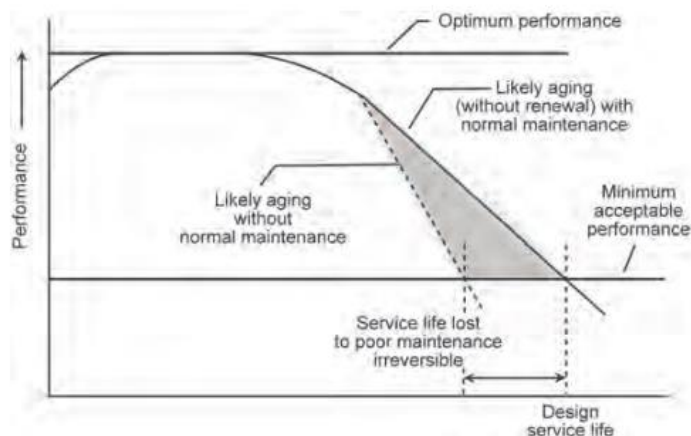 Optimum performance
Likely aging
(without renewal) with
normal maintenance
Performance
Likely aging
without
normal maintenance
Minimum
acceptable
performance
Service life lost
to poor maintenance
irreversible
Design
service life